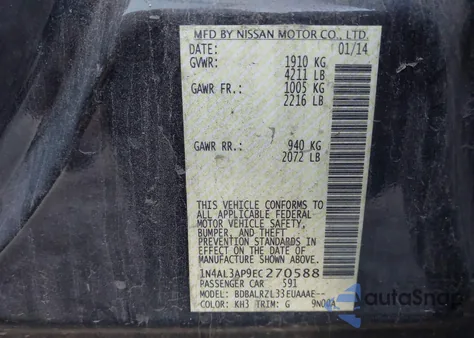 MFD BY NISSAN MOTOR CO., LTD.
DATE: 01/14
GVWR: 1910 KG
4211 LB
GAWR FR: 1005 KG
2216 LB
GAWR RR: 940 KG
2072 LB
THIS VEHICLE CONFORMS TO
ALL APPLICABLE FEDERAL
MOTOR VEHICLE SAFETY,
BUMPER, AND THEFT
PREVENTION STANDARDS IN
EFFECT ON THE DATE OF
MANUFACTURE SHOWN ABOVE.
1N4AL3AP9EC270588
PASSENGER CAR 591
MODEL: BDBALRZL33EUAAAE--
COLOR: KH3 TRIM: G
AutoSnap